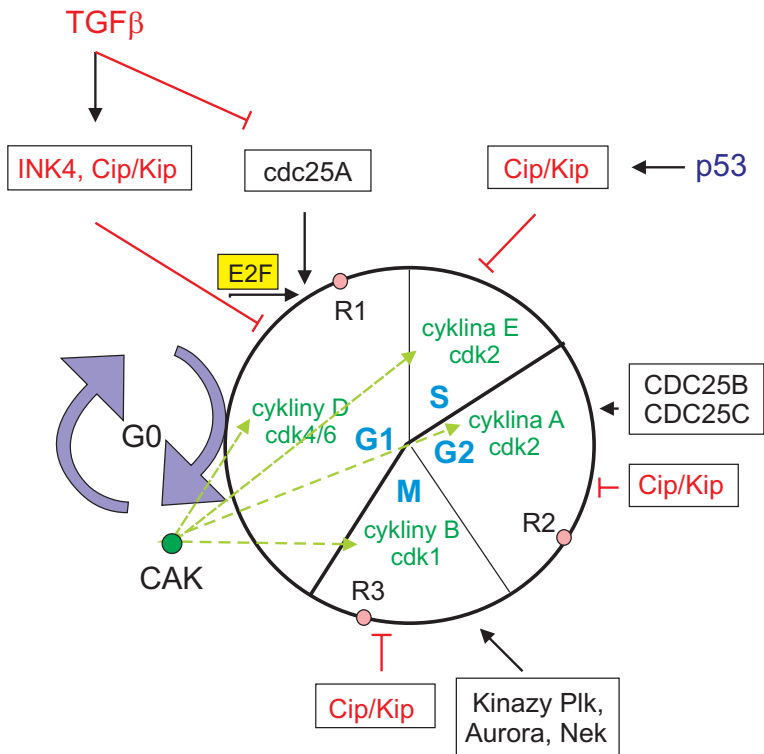 TGFβ
INK4, Cip/Kip
cdc25A
Cip/Kip
p53
E2F
R1
cyklina E
cdk2
S
CDC25B
CDC25C
cykliny D
cdk4/6
cyklina A
cdk2
G0
G1
G2
M
Cip/Kip
R2
cykliny B
cdk1
CAK
R3
Cip/Kip
Kinazy Plk,
Aurora, Nek